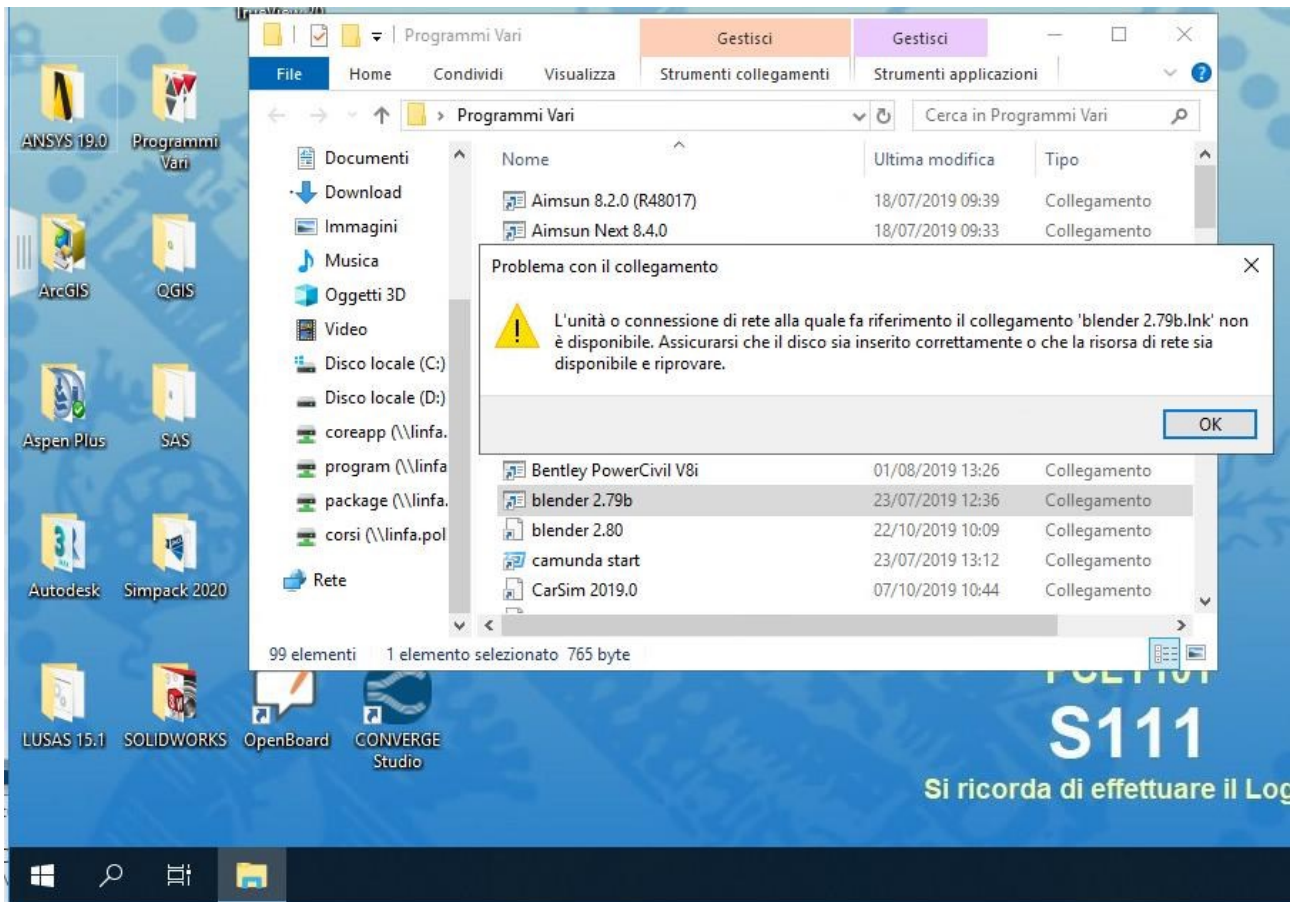 Programmi Vari
Gestisci
Gestisci
File
Home
Condividi
Visualizza
Strumenti collegamenti
Strumenti applicazioni
Programmi Vari
Cerca in Programmi Vari
ANSYS 19.0
Programmi Vari
ArcGIS
QGIS
Aspen Plus
SAS
Autodesk
Simpack 2020
LUSAS 15.1
SOLIDWORKS
OpenBoard
CONVERGE Studio
Documenti
Download
Immagini
Musica
Oggetti 3D
Video
Disco locale (C:)
Disco locale (D:)
coreapp (\\linfa.
program (\\linfa
package (\\linfa.
corsi (\\linfa.pol
Rete
Nome
Ultima modifica
Tipo
Aimsun 8.2.0 (R48017)
18/07/2019 09:39
Collegamento
Aimsun Next 8.4.0
18/07/2019 09:33
Collegamento
Problema con il collegamento
L'unità o connessione di rete alla quale fa riferimento il collegamento 'blender 2.79b.lnk' non
è disponibile. Assicurarsi che il disco sia inserito correttamente o che la risorsa di rete sia
disponibile e riprovare.
OK
Bentley PowerCivil V8i
01/08/2019 13:26
Collegamento
blender 2.79b
23/07/2019 12:36
Collegamento
blender 2.80
22/10/2019 10:09
Collegamento
camunda start
23/07/2019 13:12
Collegamento
CarSim 2019.0
07/10/2019 10:44
Collegamento
99 elementi
1 elemento selezionato 765 byte
S111
Si ricorda di effettuare il Log